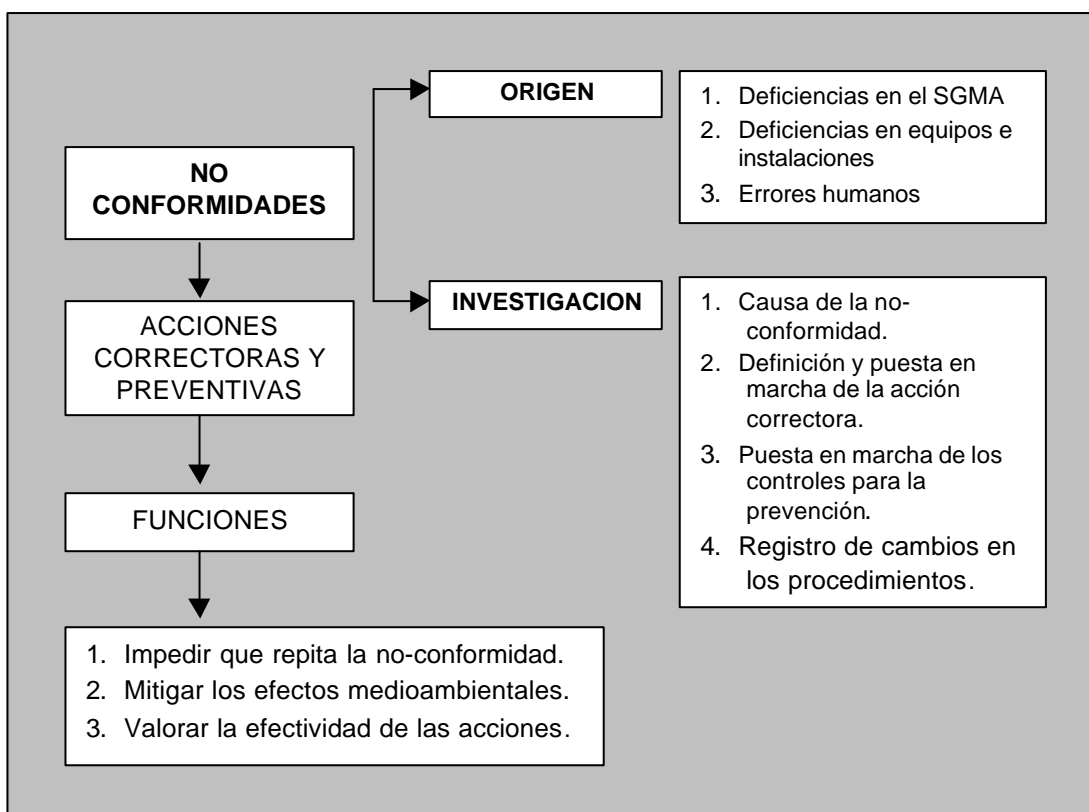 NO
CONFORMIDADES
ACCIONES
CORRECTORAS Y
PREVENTIVAS
FUNCIONES
1. Impedir que repita la no-conformidad.
2. Mitigar los efectos medioambientales.
3. Valorar la efectividad de las acciones.
ORIGEN
1. Deficiencias en el SGMA
2. Deficiencias en equipos e
instalaciones
3. Errores humanos
INVESTIGACION
1. Causa de la no-
conformidad.
2. Definición y puesta en
marcha de la acción
correctora.
3. Puesta en marcha de los
controles para la
prevención.
4. Registro de cambios en
los procedimientos.